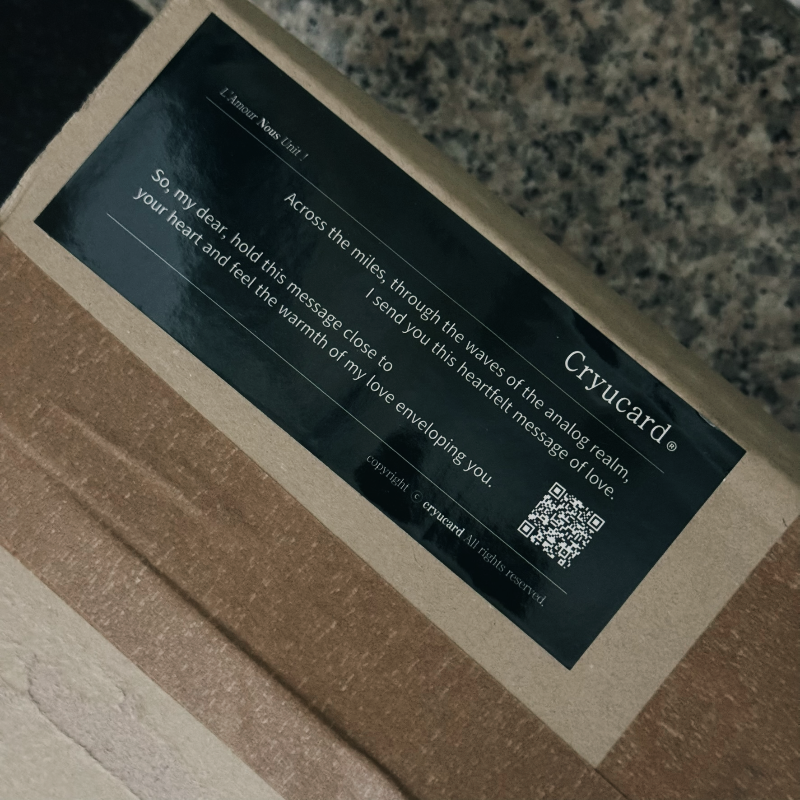 L'Amour Nous Unit !
Cryucard®
Across the miles, through the waves of the analog realm,
I send you this heartfelt message of love.
So, my dear, hold this message close to
your heart and feel the warmth of my love enveloping you.
copyright © cryucard All rights reserved.